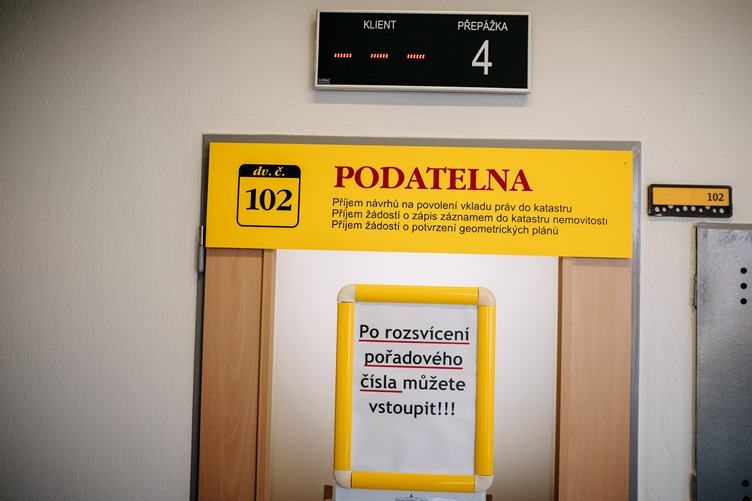 KLIENT
PŘEPÁŽKA
--- --- ---
4
dv. č.
102
PODATELNA
Příjem návrhů na povolení vkladu práv do katastru
Příjem žádostí o zápis záznamem do katastru nemovitostí
Příjem žádostí o potvrzení geometrických plánů
102
Po rozsvícení
pořadového
čísla můžete
vstoupit!!!